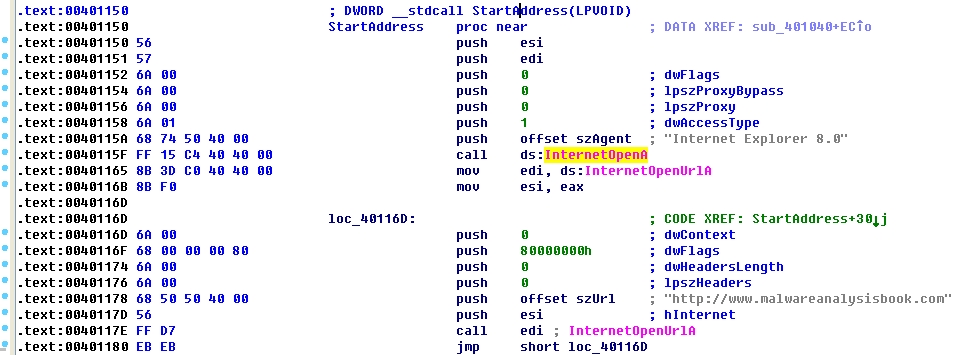 .text:00401150 ; DWORD __stdcall StartAddress(LPVOID)
.text:00401150 StartAddress proc near ; DATA XREF: sub_401040+ECîo
.text:00401150 56 push esi
.text:00401151 57 push edi
.text:00401152 6A 00 push 0 ; dwFlags
.text:00401154 6A 00 push 0 ; lpszProxyBypass
.text:00401156 6A 00 push 0 ; lpszProxy
.text:00401158 6A 01 push 1 ; dwAccessType
.text:0040115A 68 74 50 40 00 push offset szAgent ; "Internet Explorer 8.0"
.text:0040115F FF 15 C4 40 40 00 call ds:InternetOpenA
.text:00401165 8B 3D C0 40 40 00 mov edi, ds:InternetOpenUrlA
.text:0040116B 8B F0 mov esi, eax
.text:0040116D
.text:0040116D loc_40116D: ; CODE XREF: StartAddress+30↓j
.text:0040116D 6A 00 push 0 ; dwContext
.text:0040116F 68 00 00 00 80 push 80000000h ; dwFlags
.text:00401174 6A 00 push 0 ; dwHeadersLength
.text:00401176 6A 00 push 0 ; lpszHeaders
.text:00401178 68 50 50 40 00 push offset szUrl ; "http://www.malwareanalysisbook.com"
.text:0040117D 56 push esi ; hInternet
.text:0040117E FF D7 call edi ; InternetOpenUrlA
.text:00401180 EB EB jmp short loc_40116D